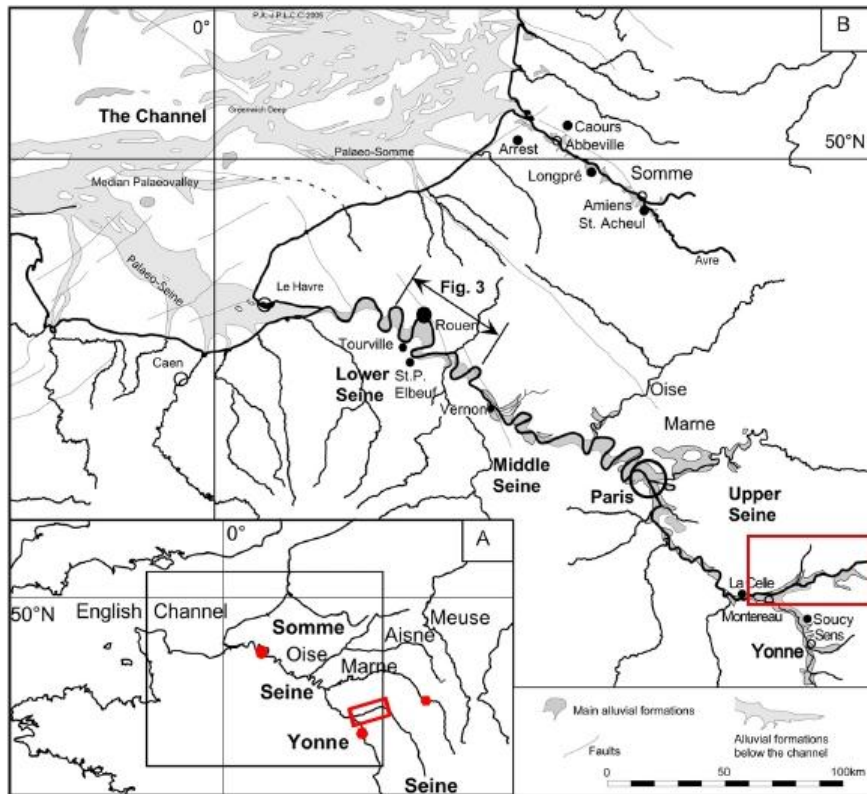 P.A.J.P.L.C.C 2005
0°
B
The Channel
Greenwich Deep
50°N
Caours
Abbeville
Arrest
Palaeo-Somme
Longpré
Somme
Median Palaeovalley
Amiens
St. Acheul
Avre
Palaeo-Seine
Le Havre
Fig. 3
Rouen
Tourville
Caen
Lower
Seine
St.P.
Elbeuf
Oise
Vernon
Marne
Middle
Seine
Paris
Upper
Seine
0°
A
La Celle
50°N
English Channel
Meuse
Montereau
Soucy
Somme
Aisne
Sens
Oise
Yonne
Marne
Seine
Main alluvial formations
Yonne
Faults
Alluvial formations
below the channel
Seine
0
50
100km